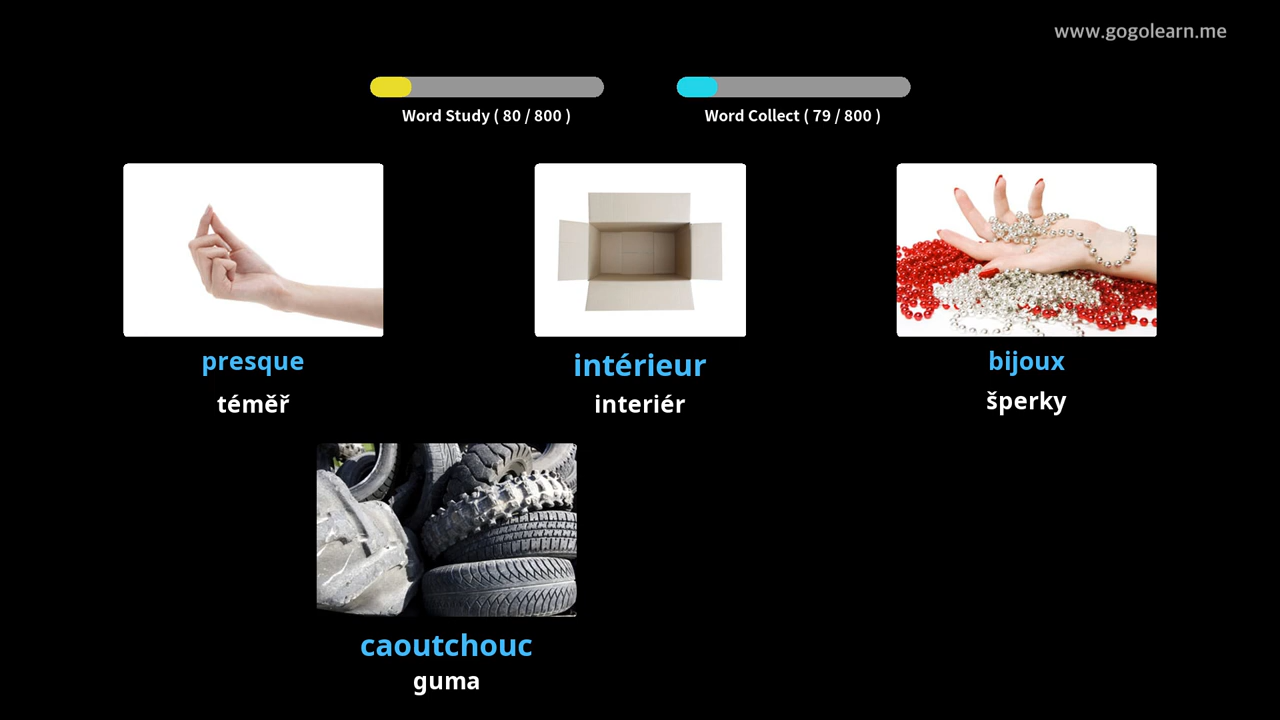 www.gogolearn.me
Word Study ( 80 / 800 )
Word Collect ( 79 / 800 )
presque
téměř
intérieur
interiér
bijoux
šperky
caoutchouc
guma